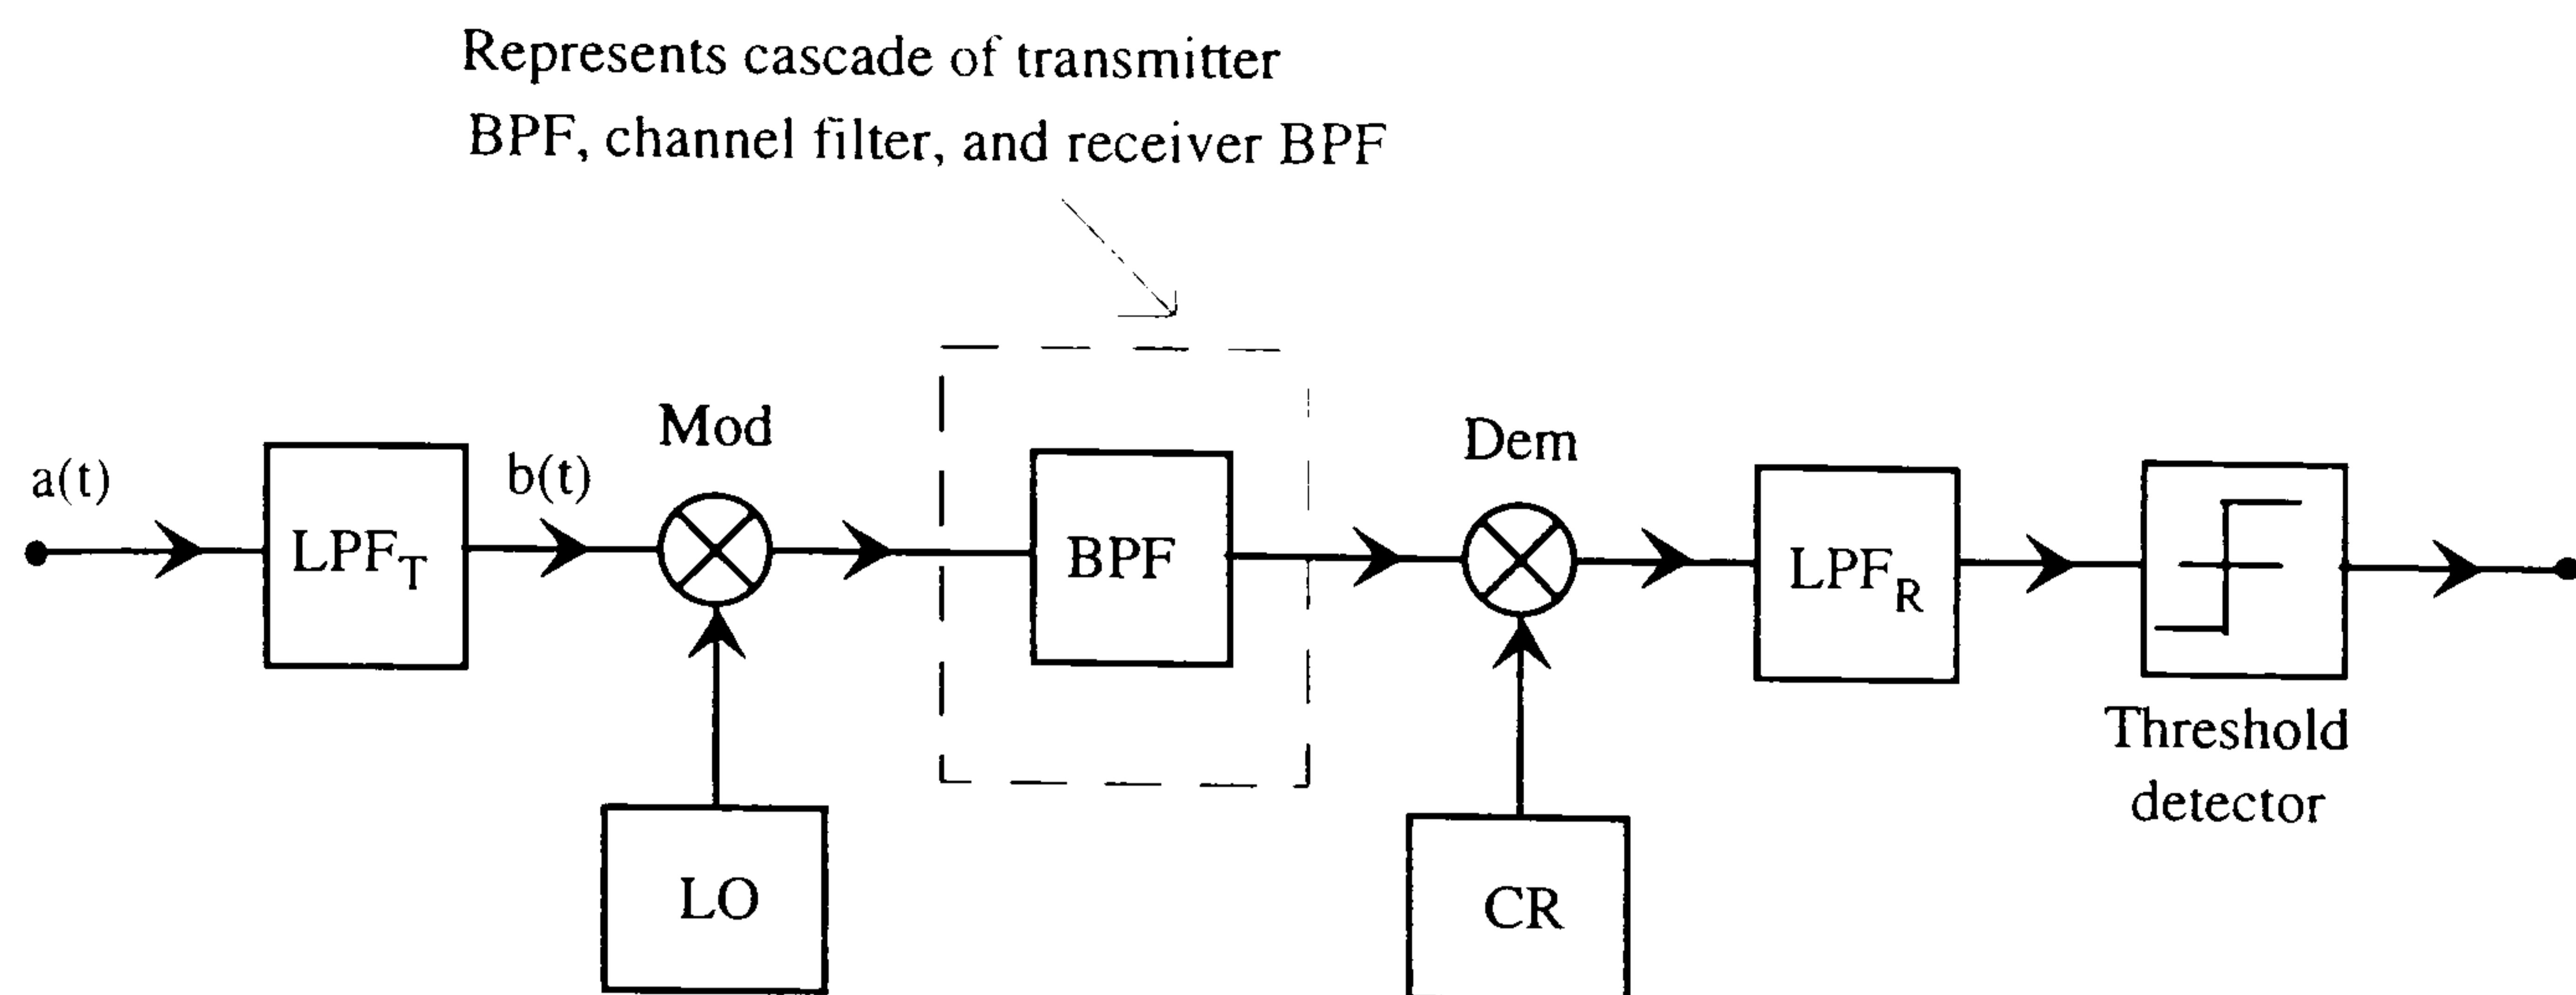 Represents cascade of transmitter
BPF, channel filter, and receiver BPF
Mod
Dem
a(t)
b(t)
LPF_T
BPF
LPF_R
Threshold
detector
LO
CR